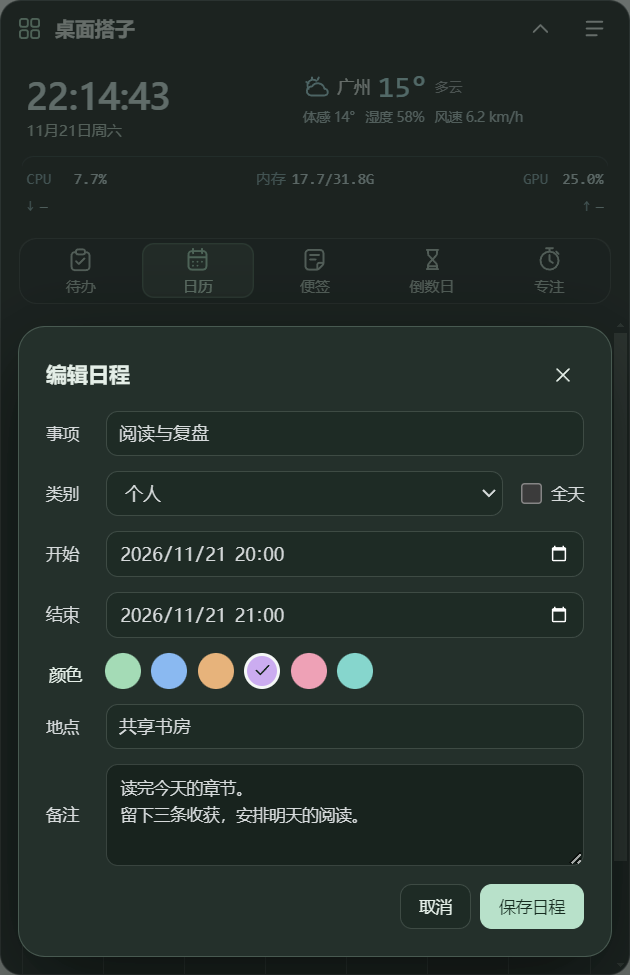 桌面搭子
22:14:43
11月21日周六
广州 15° 多云
体感 14° 湿度 58% 风速 6.2 km/h
CPU 7.7% 内存 17.7/31.8G GPU 25.0%
↓ – ↑ –
待办 日历 便签 倒数日 专注
编辑日程
事项 阅读与复盘
类别 个人 全天
开始 2026/11/21 20:00
结束 2026/11/21 21:00
颜色
地点 共享书房
备注 读完今天的章节。
留下三条收获，安排明天的阅读。
取消 保存日程